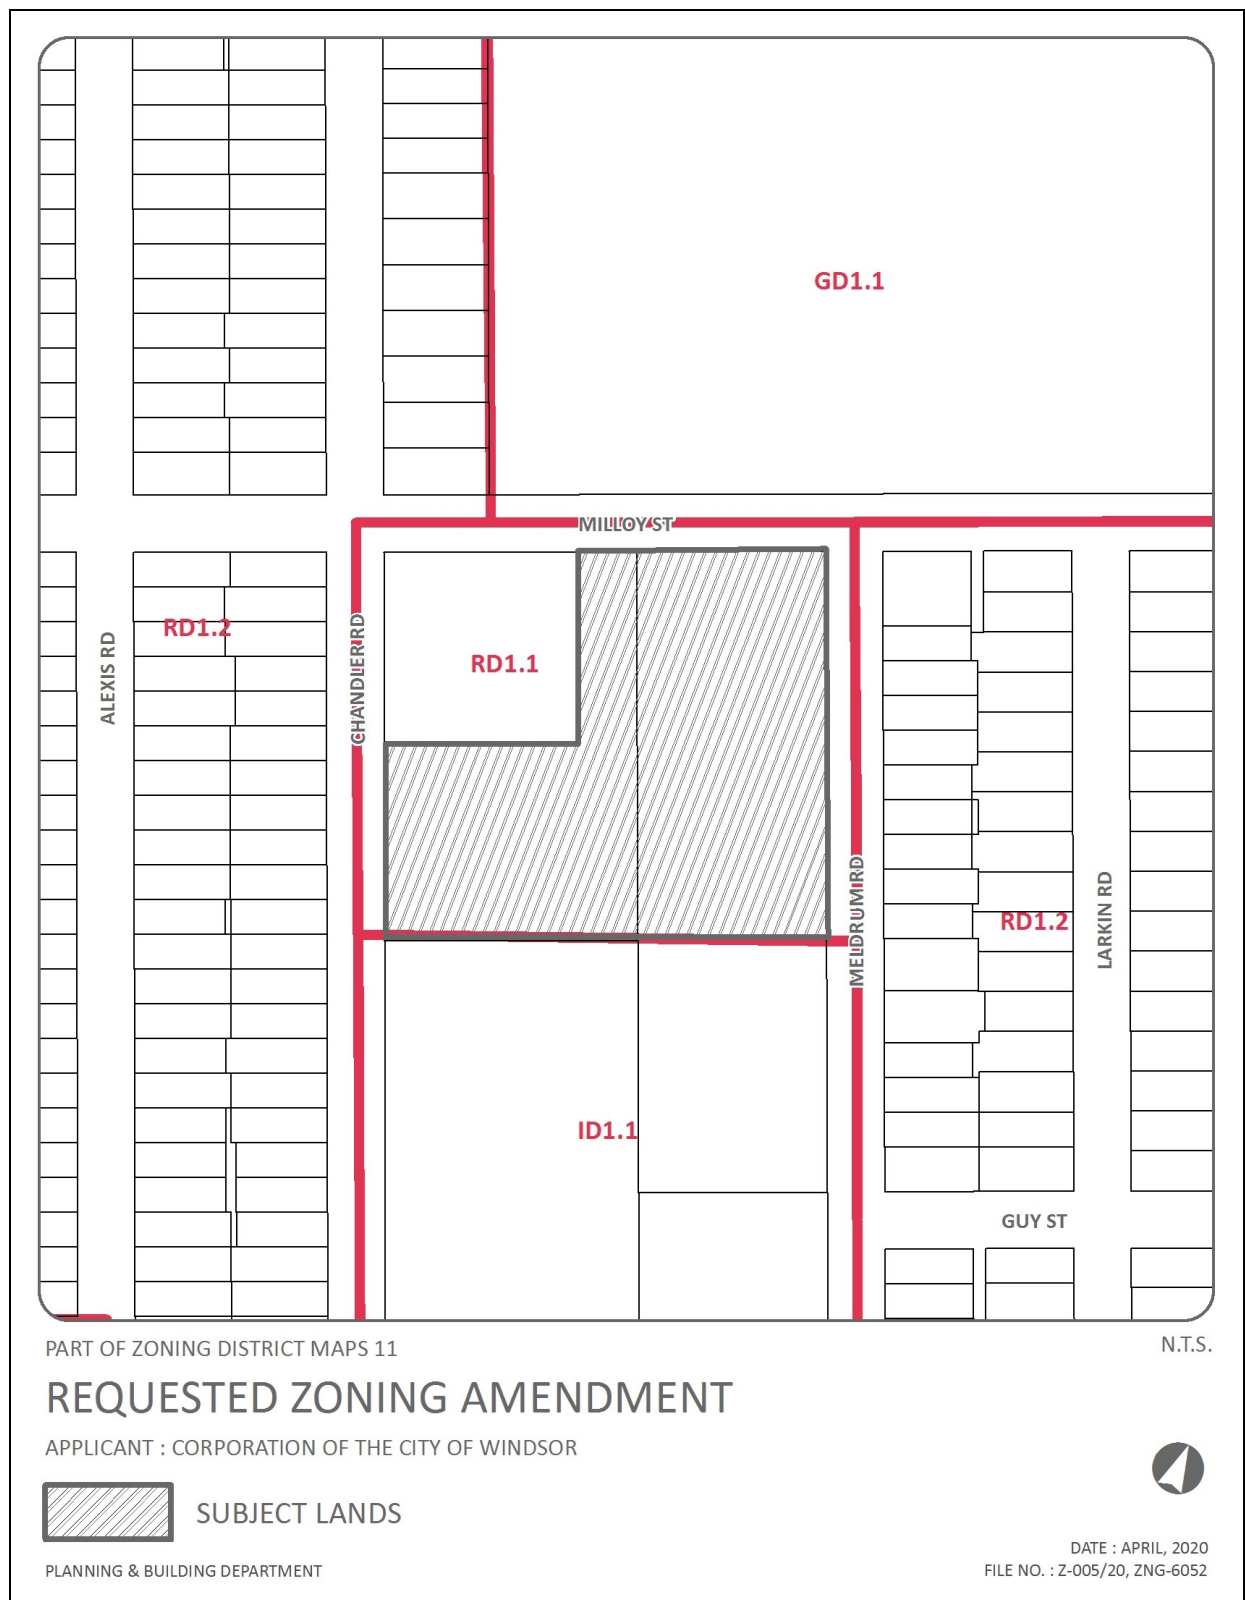 GD1.1
MILLOY ST
RD1.2
ALEXIS RD
CHANDLER RD
RD1.1
MELDRUM RD
RD1.2
LARKIN RD
ID1.1
GUY ST
PART OF ZONING DISTRICT MAPS 11
N.T.S.
REQUESTED ZONING AMENDMENT
APPLICANT : CORPORATION OF THE CITY OF WINDSOR
SUBJECT LANDS
PLANNING & BUILDING DEPARTMENT
DATE : APRIL, 2020
FILE NO. : Z-005/20, ZNG-6052